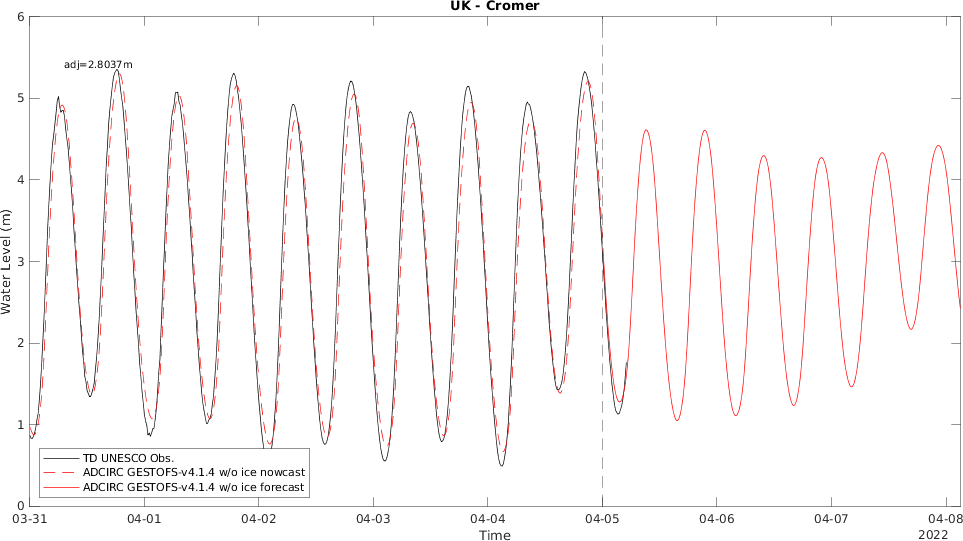 UK - Cromer
adj=2.8037m
6
5
4
3
2
1
0
Water Level (m)
TD UNESCO Obs.
ADCIRC GESTOFS-v4.1.4 w/o ice nowcast
ADCIRC GESTOFS-v4.1.4 w/o ice forecast
03-31 04-01 04-02 04-03 04-04 04-05 04-06 04-07 04-08
Time
2022